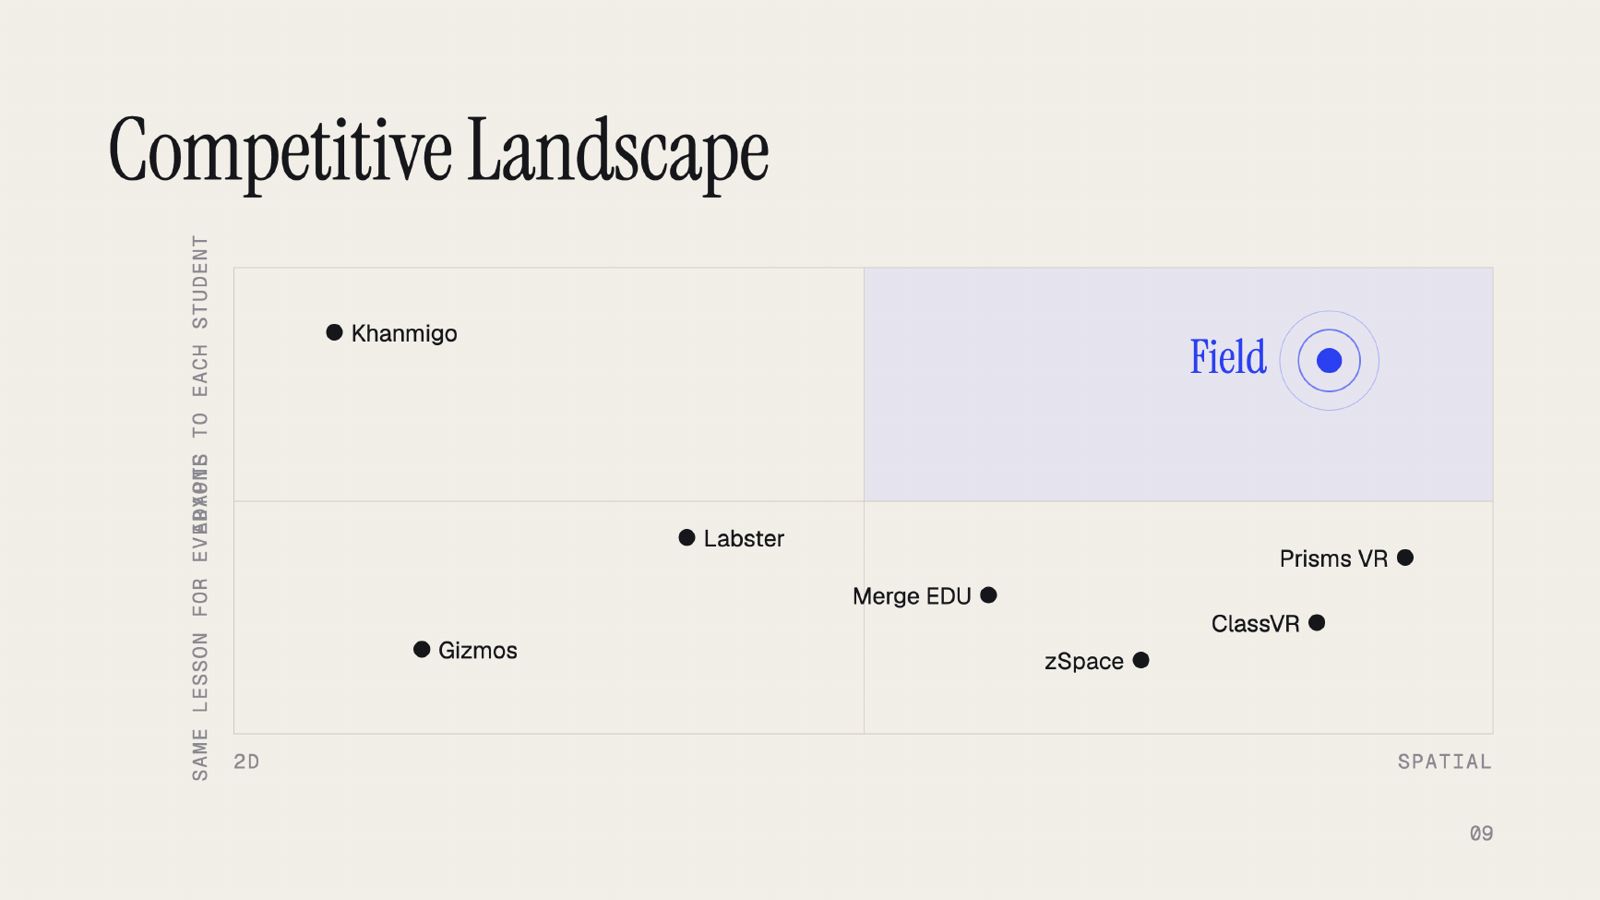 Competitive Landscape
ADAPTS TO EACH STUDENT
SAME LESSON FOR EVERYONE
Khanmigo
Field
Labster
Prisms VR
Merge EDU
ClassVR
Gizmos
zSpace
2D
SPATIAL
09